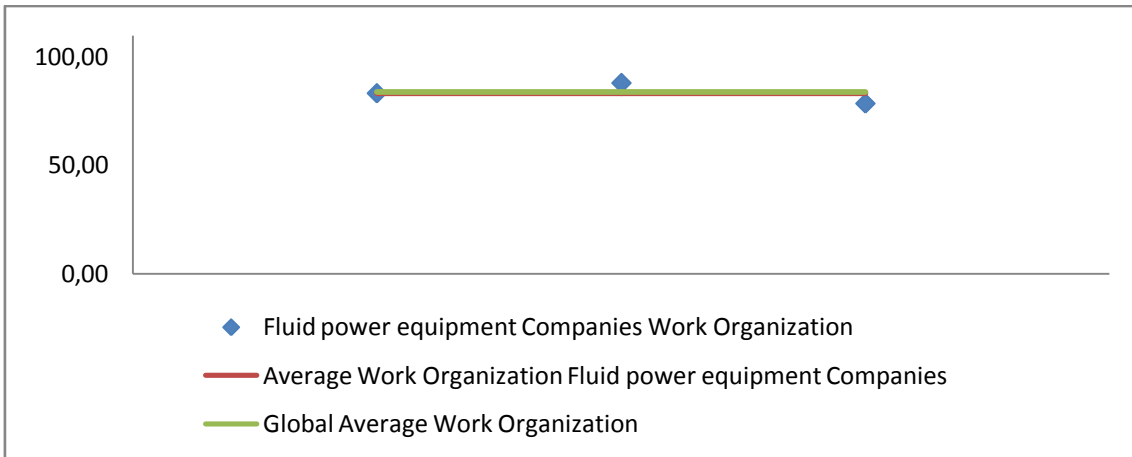 100,00
50,00
0,00
Fluid power equipment Companies Work Organization
Average Work Organization Fluid power equipment Companies
Global Average Work Organization